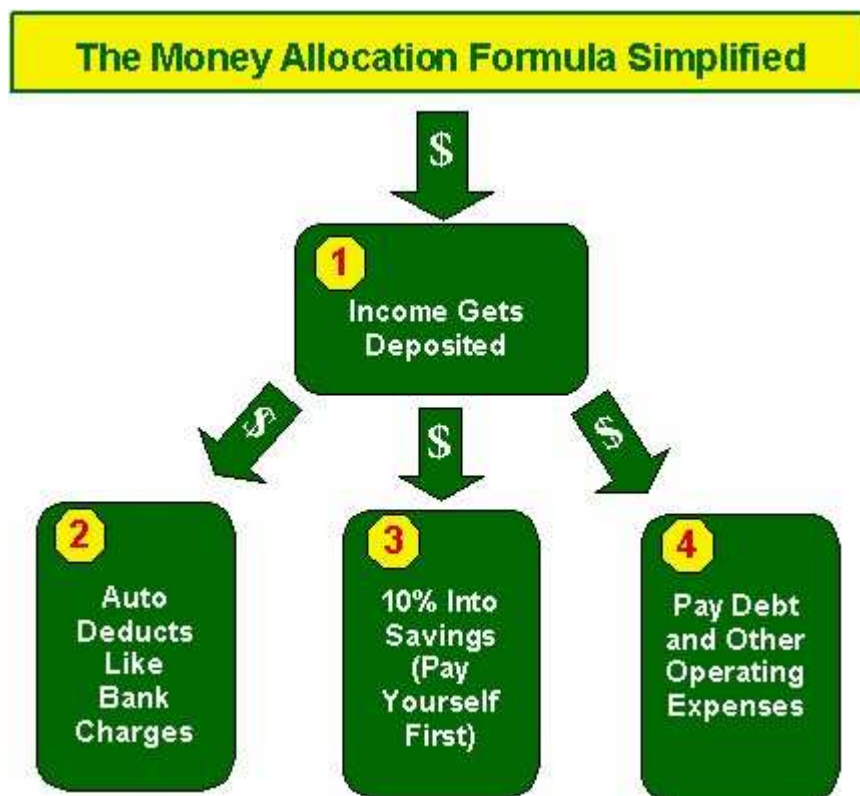 The Money Allocation Formula Simplified
$
1
Income Gets
Deposited
$
$
$
2
Auto
Deducts
Like
Bank
Charges
3
10% Into
Savings
(Pay
Yourself
First)
4
Pay Debt
and Other
Operating
Expenses